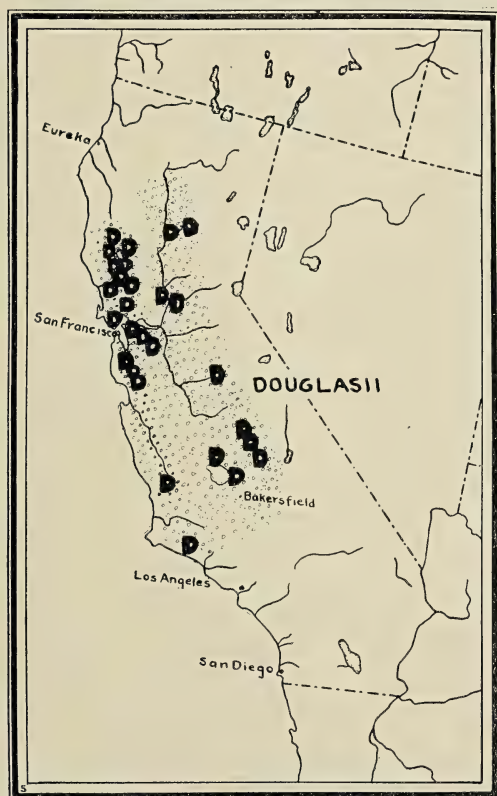 Eureka
San Francisco
DOUGLASII
Bakersfield
Los Angeles
San Diego
S